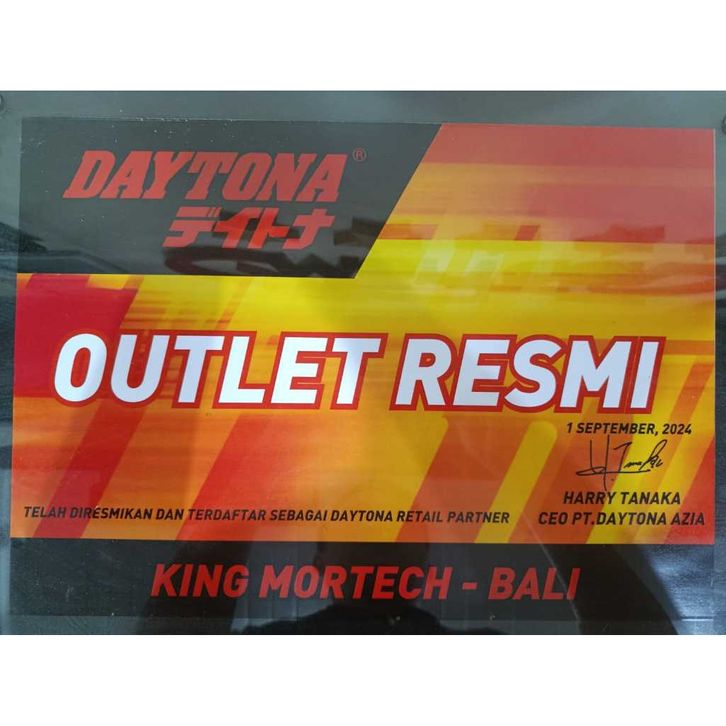 DAYTONA®
デイトナ
OUTLET RESMI
1 SEPTEMBER, 2024
HARRY TANAKA
TELAH DIRESMIKAN DAN TERDAFTAR SEBAGAI DAYTONA RETAIL PARTNER
CEO PT.DAYTONA AZIA
KING MORTECH - BALI